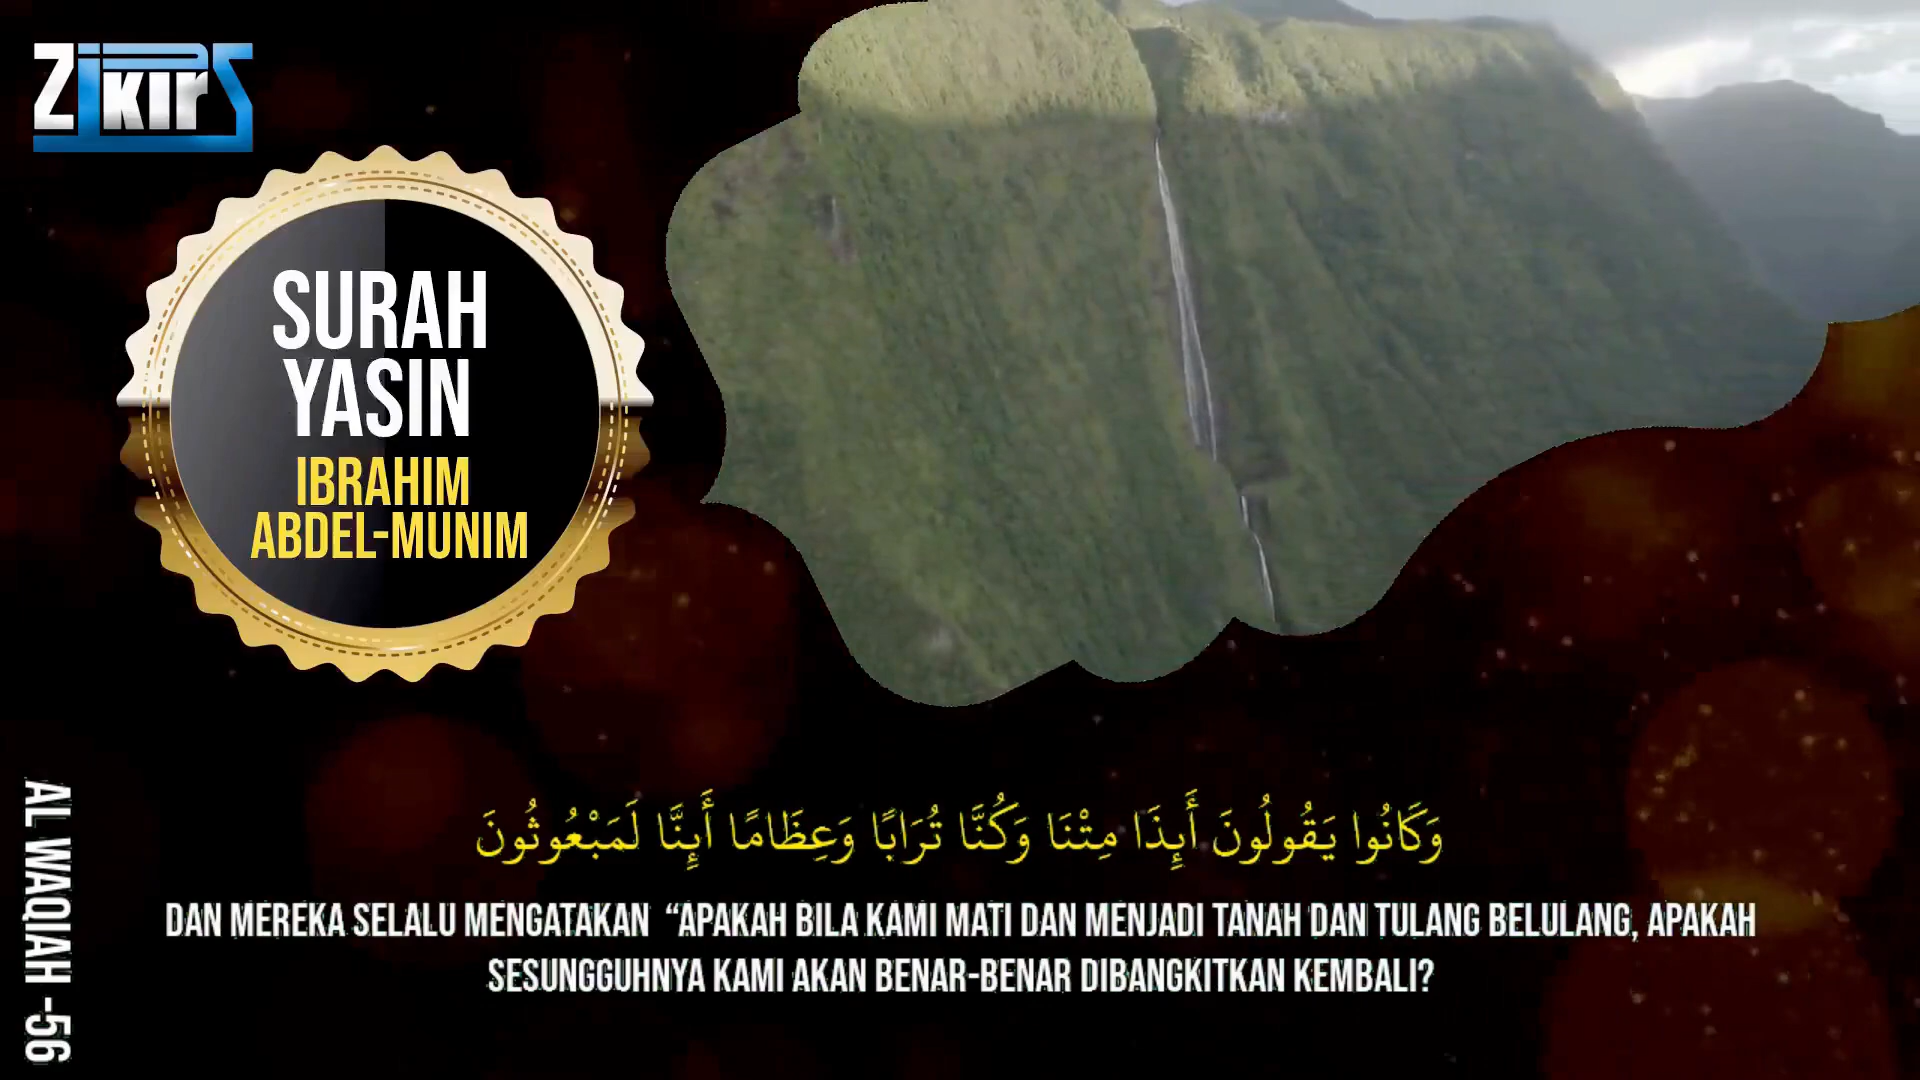 Zikir
SURAH
YASIN
IBRAHIM
ABDEL-MUNIM
وَكَانُوا يَقُولُونَ أَيِٕذَا مِتْنَا وَكُنَّا تُرَابًا وَعِظَامًا أَيِٕنَّا لَمَبْعُوثُونَ
DAN MEREKA SELALU MENGATAKAN “APAKAH BILA KAMI MATI DAN MENJADI TANAH DAN TULANG BELULANG, APAKAH
SESUNGGUHNYA KAMI AKAN BENAR-BENAR DIBANGKITKAN KEMBALI?
AL WAQIAH -56